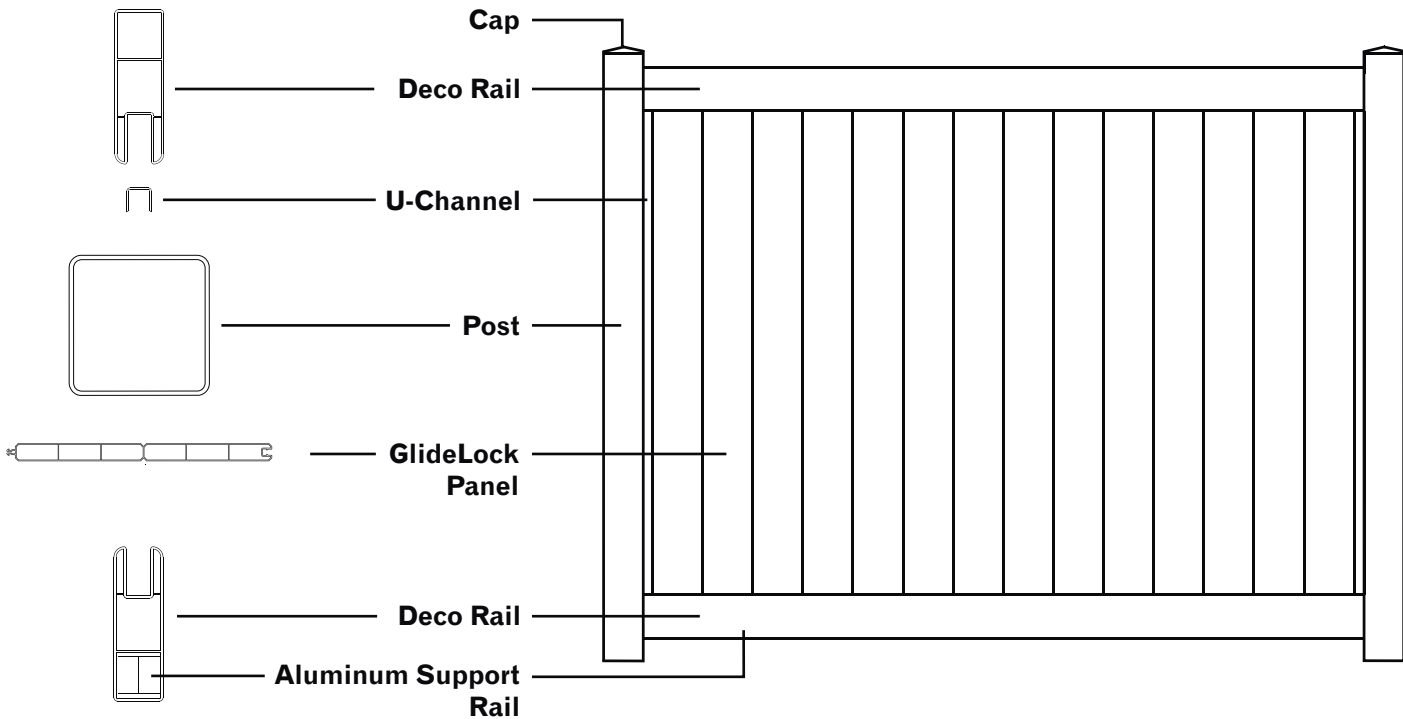 Cap
Deco Rail
U-Channel
Post
GlideLock
Panel
Deco Rail
Aluminum Support
Rail